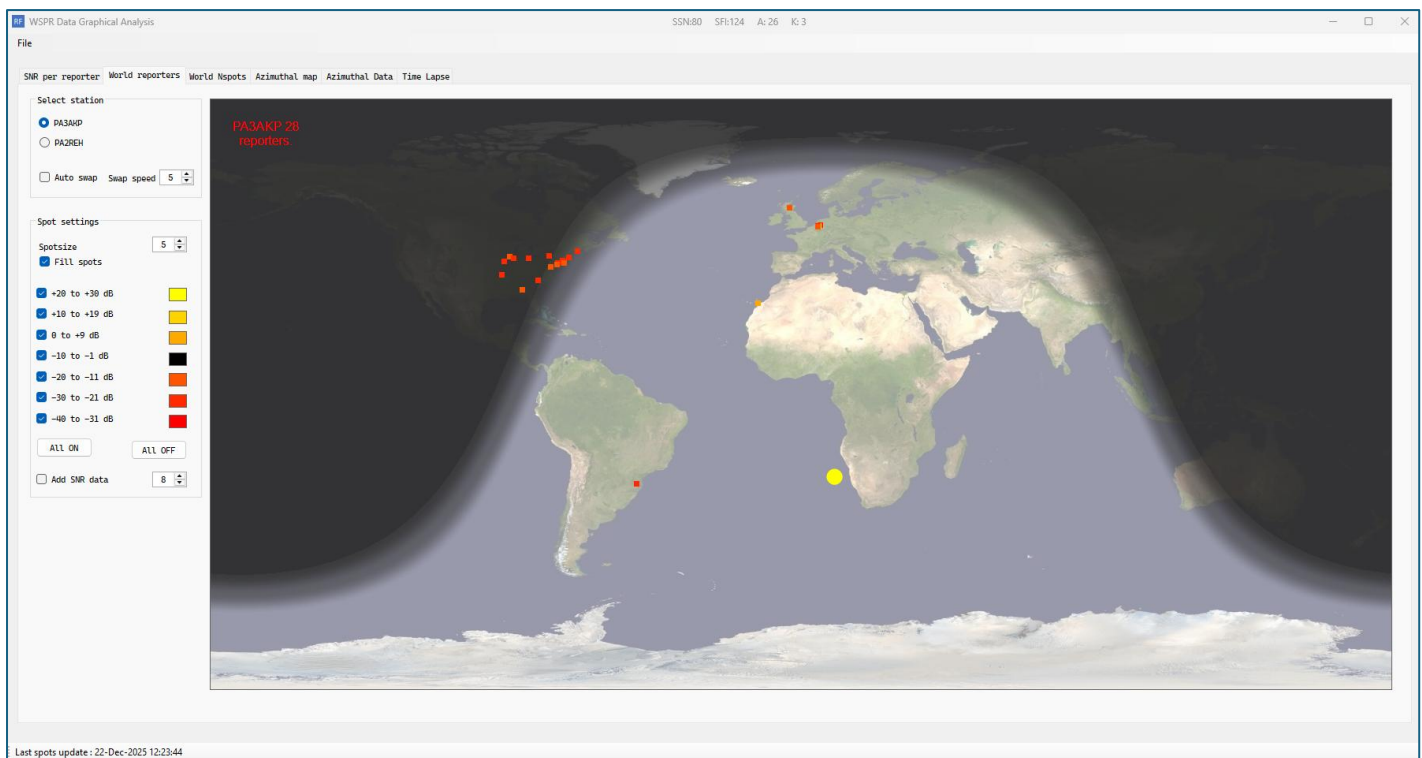 RF WSPR Data Graphical Analysis SSN:80 SFI:124 A: 26 K: 3
File
SNR per reporter World reporters World Nspots Azimuthal map Azimuthal Data Time Lapse
Select station
PA3AHP
PA2REH
Auto swap Swap speed 5
PA3AKP 28
reporters.
Spot settings
Spotsize 5
Fill spots
+20 to +30 dB
+10 to +19 dB
0 to +9 dB
-10 to -1 dB
-20 to -11 dB
-30 to -21 dB
-40 to -31 dB
All ON All OFF
Add SNR data 8
Last spots update : 22-Dec-2025 12:23:44